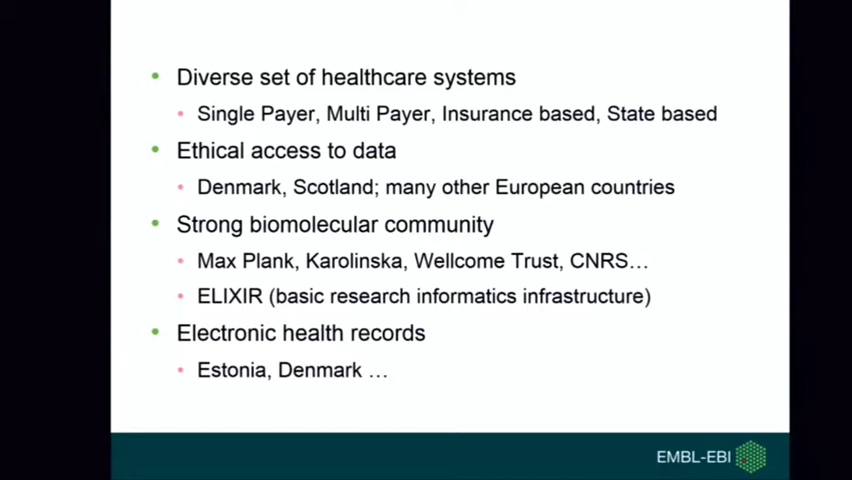 Diverse set of healthcare systems
Single Payer, Multi Payer, Insurance based, State based
Ethical access to data
Denmark, Scotland; many other European countries
Strong biomolecular community
Max Plank, Karolinska, Wellcome Trust, CNRS…
ELIXIR (basic research informatics infrastructure)
Electronic health records
Estonia, Denmark …
EMBL-EBI